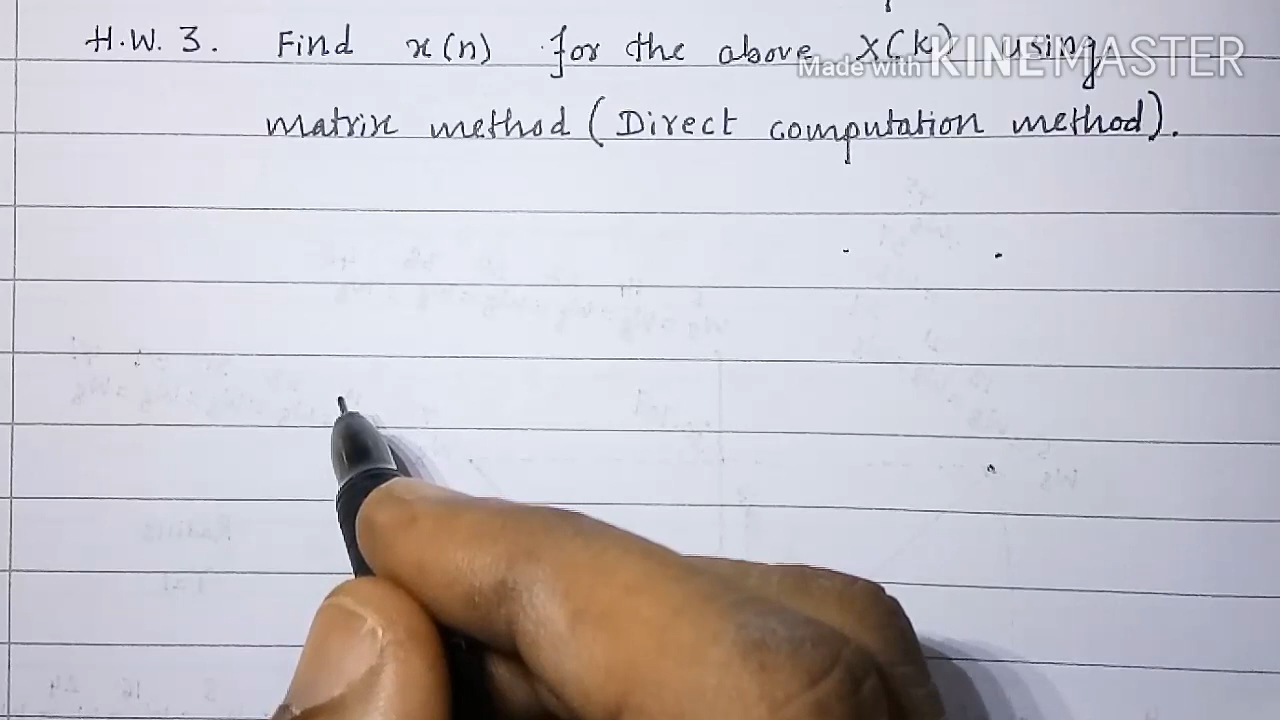 H.W. 3. Find x(n) for the above X(k) using
Made with KINEMASTER
matrix method (Direct computation method).